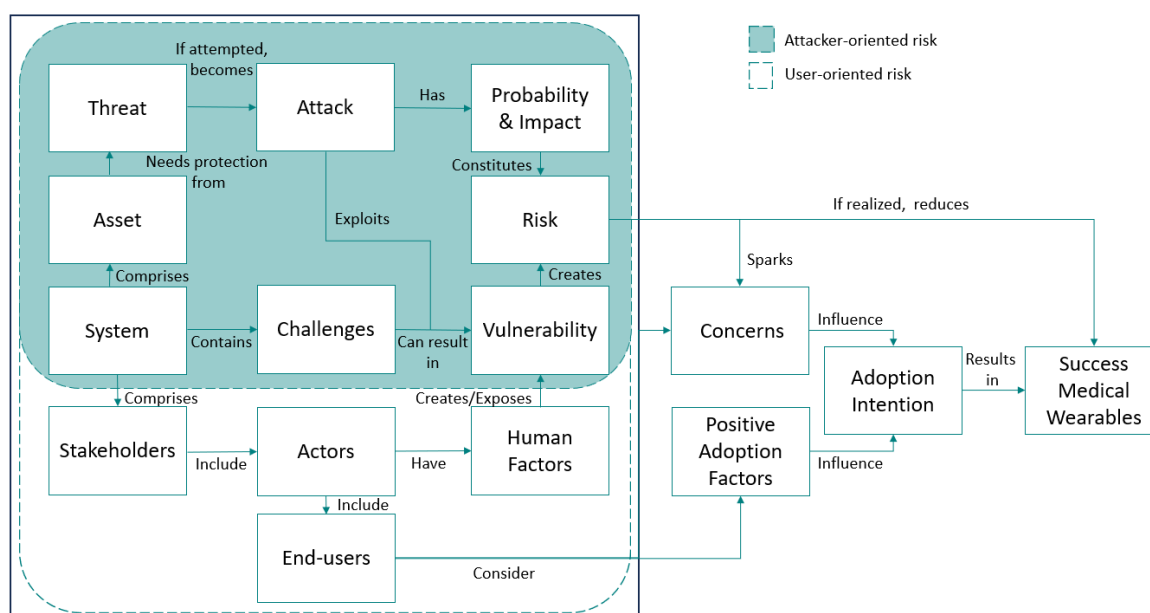 If attempted,
becomes
Attacker-oriented risk
User-oriented risk
Threat
Attack
Has
Probability
& Impact
Needs protection
from
Constitutes
Asset
Exploits
Risk
If realized, reduces
Comprises
Creates
Sparks
System
Contains
Challenges
Can result
in
Vulnerability
Concerns
Influence
Adoption
Intention
Results
in
Success
Medical
Wearables
Comprises
Creates/Exposes
Stakeholders
Include
Actors
Have
Human
Factors
Positive
Adoption
Factors
Influence
Include
End-users
Consider